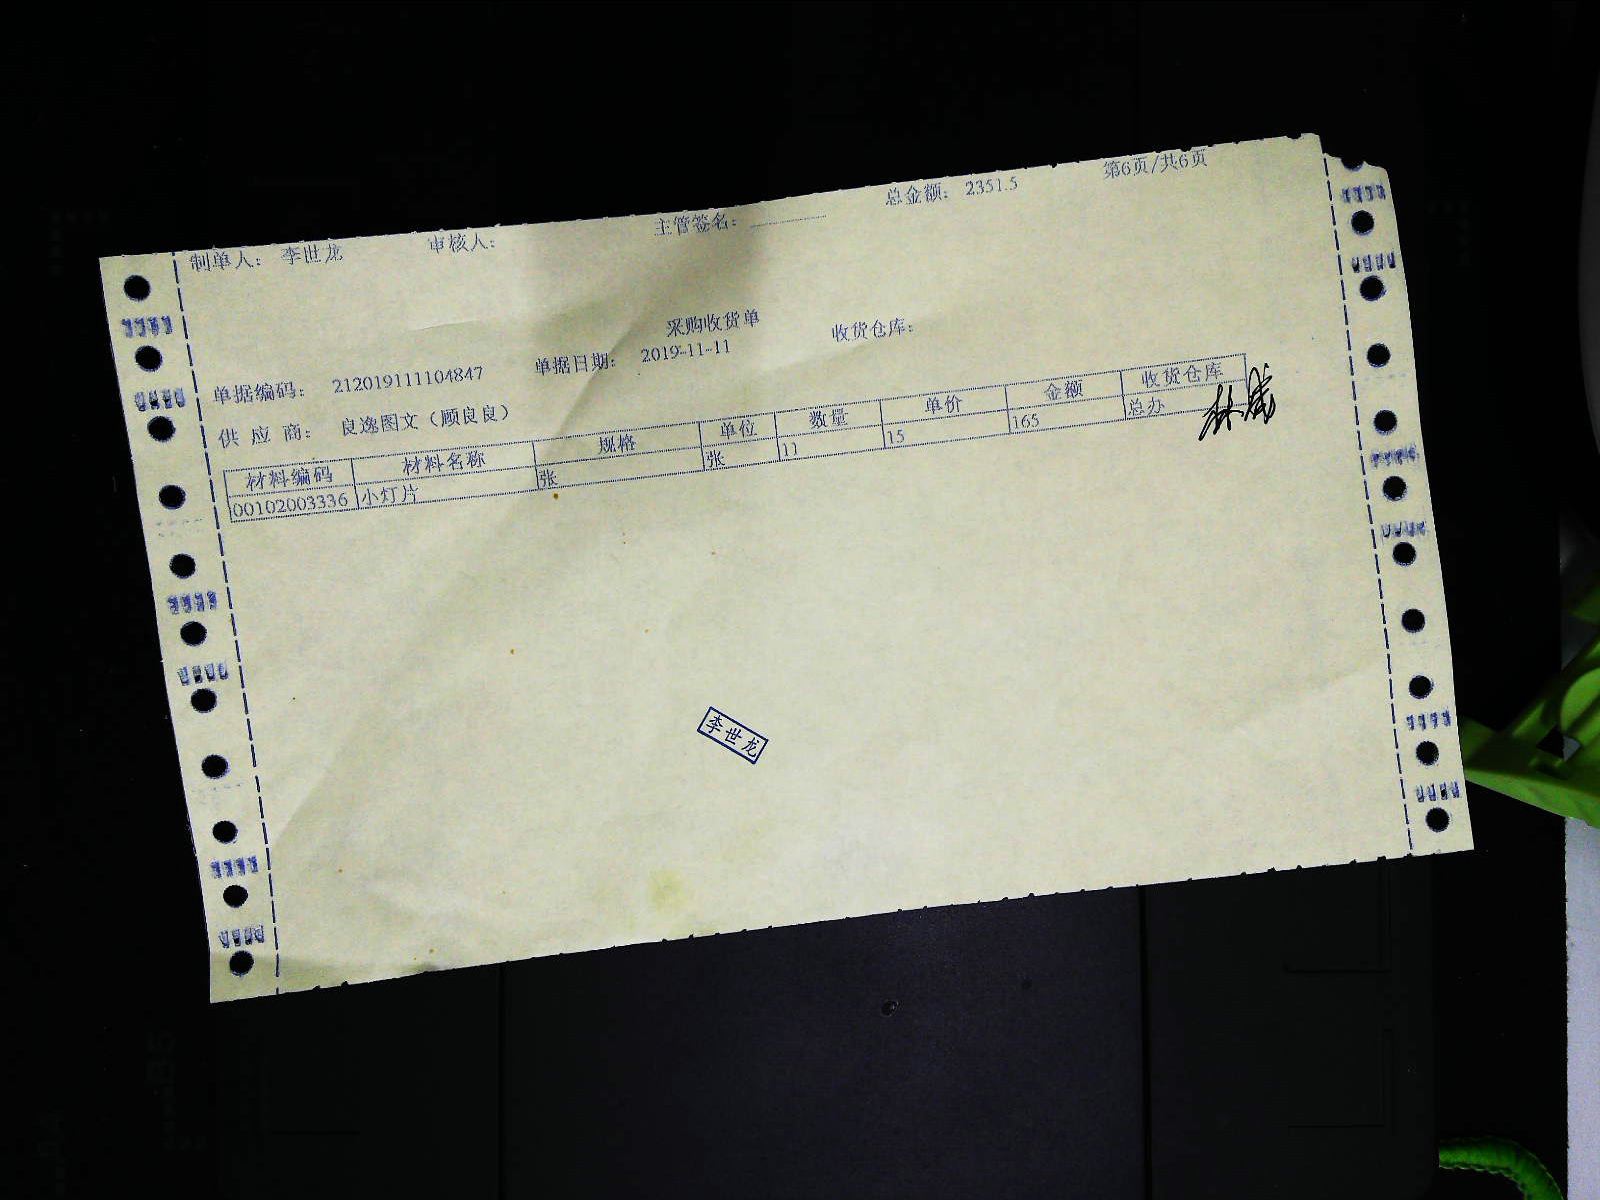 制单人: 李世龙 审核人: 主管签名: 总金额: 2351.5 第6页/共6页
采购收货单
单据编码: 212019111104847 单据日期: 2019-11-11 收货仓库:
供应商: 良逸图文（顾良良）
材料编码 材料名称 规格 单位 数量 单价 金额 收货仓库
00102003336 小灯片 张 张 11 15 165 总办
李世龙